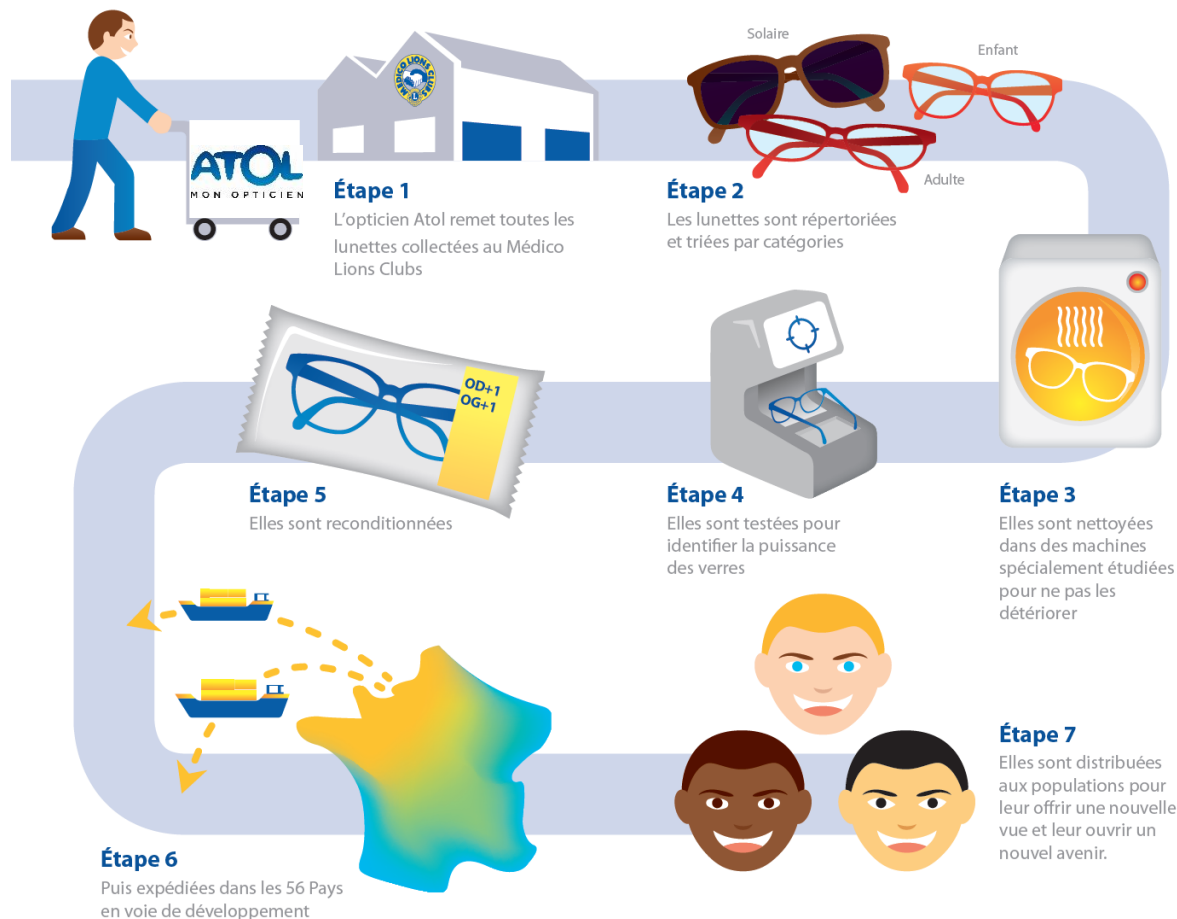 Solaire
Enfant
Adulte
MÉDICO LIONS CLUBS
L
ATOL
MON OPTICIEN
Étape 1
L'opticien Atol remet toutes les
lunettes collectées au Médico
Lions Clubs
Étape 2
Les lunettes sont répertoriées
et triées par catégories
Étape 3
Elles sont nettoyées
dans des machines
spécialement étudiées
pour ne pas les
détériorer
Étape 4
Elles sont testées pour
identifier la puissance
des verres
OD+1
OG+1
Étape 5
Elles sont reconditionnées
Étape 6
Puis expédiées dans les 56 Pays
en voie de développement
Étape 7
Elles sont distribuées
aux populations pour
leur offrir une nouvelle
vue et leur ouvrir un
nouvel avenir.